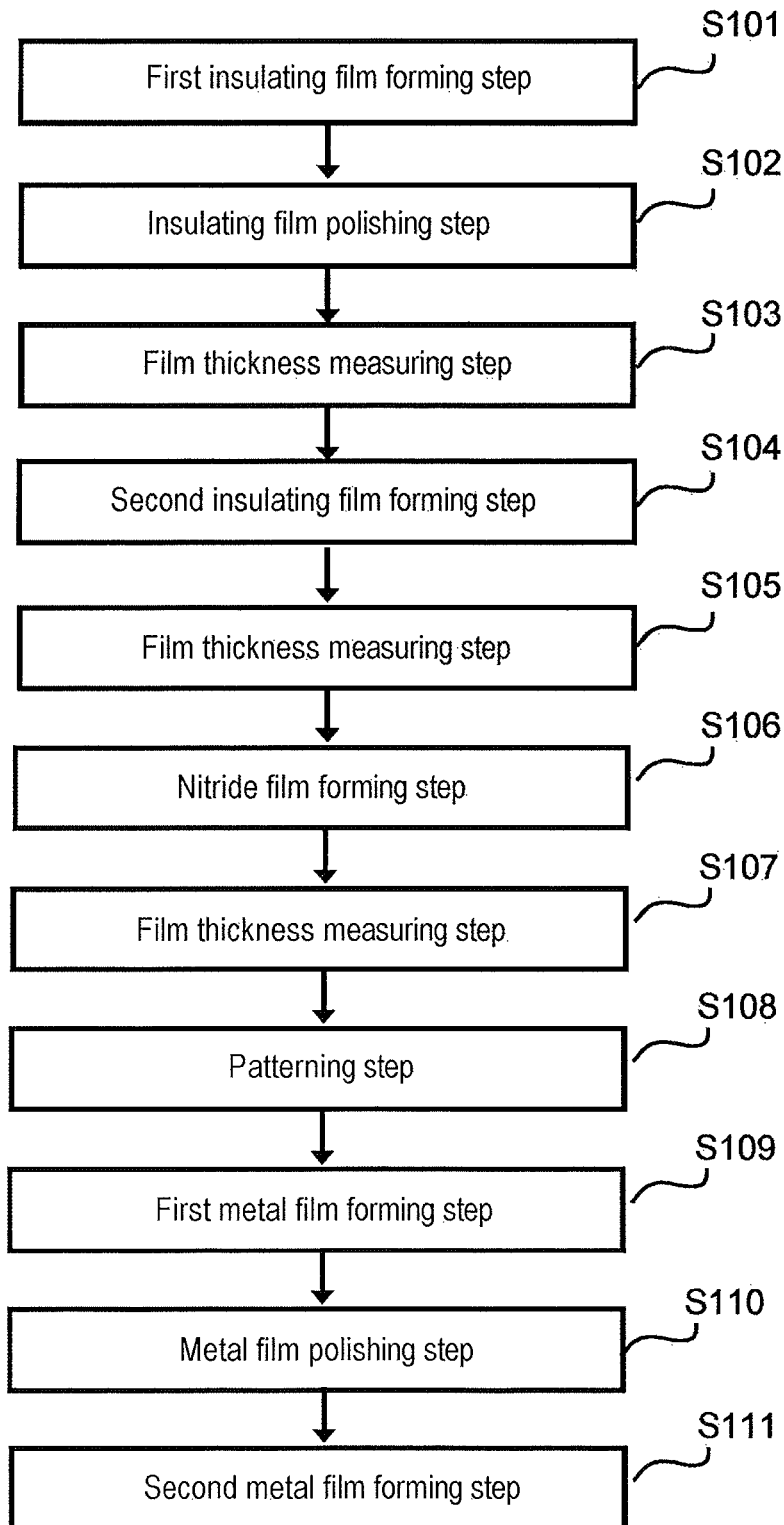 S101
First insulating film forming step
S102
Insulating film polishing step
S103
Film thickness measuring step
S104
Second insulating film forming step
S105
Film thickness measuring step
S106
Nitride film forming step
S107
Film thickness measuring step
S108
Patterning step
S109
First metal film forming step
S110
Metal film polishing step
S111
Second metal film forming step